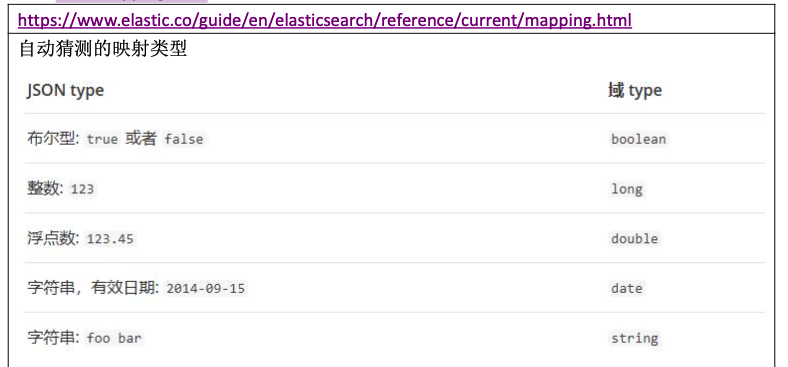 https://www.elastic.co/guide/en/elasticsearch/reference/current/mapping.html
自动猜测的映射类型
JSON type 域 type
布尔型: true 或者 false boolean
整数: 123 long
浮点数: 123.45 double
字符串，有效日期: 2014-09-15 date
字符串: foo bar string